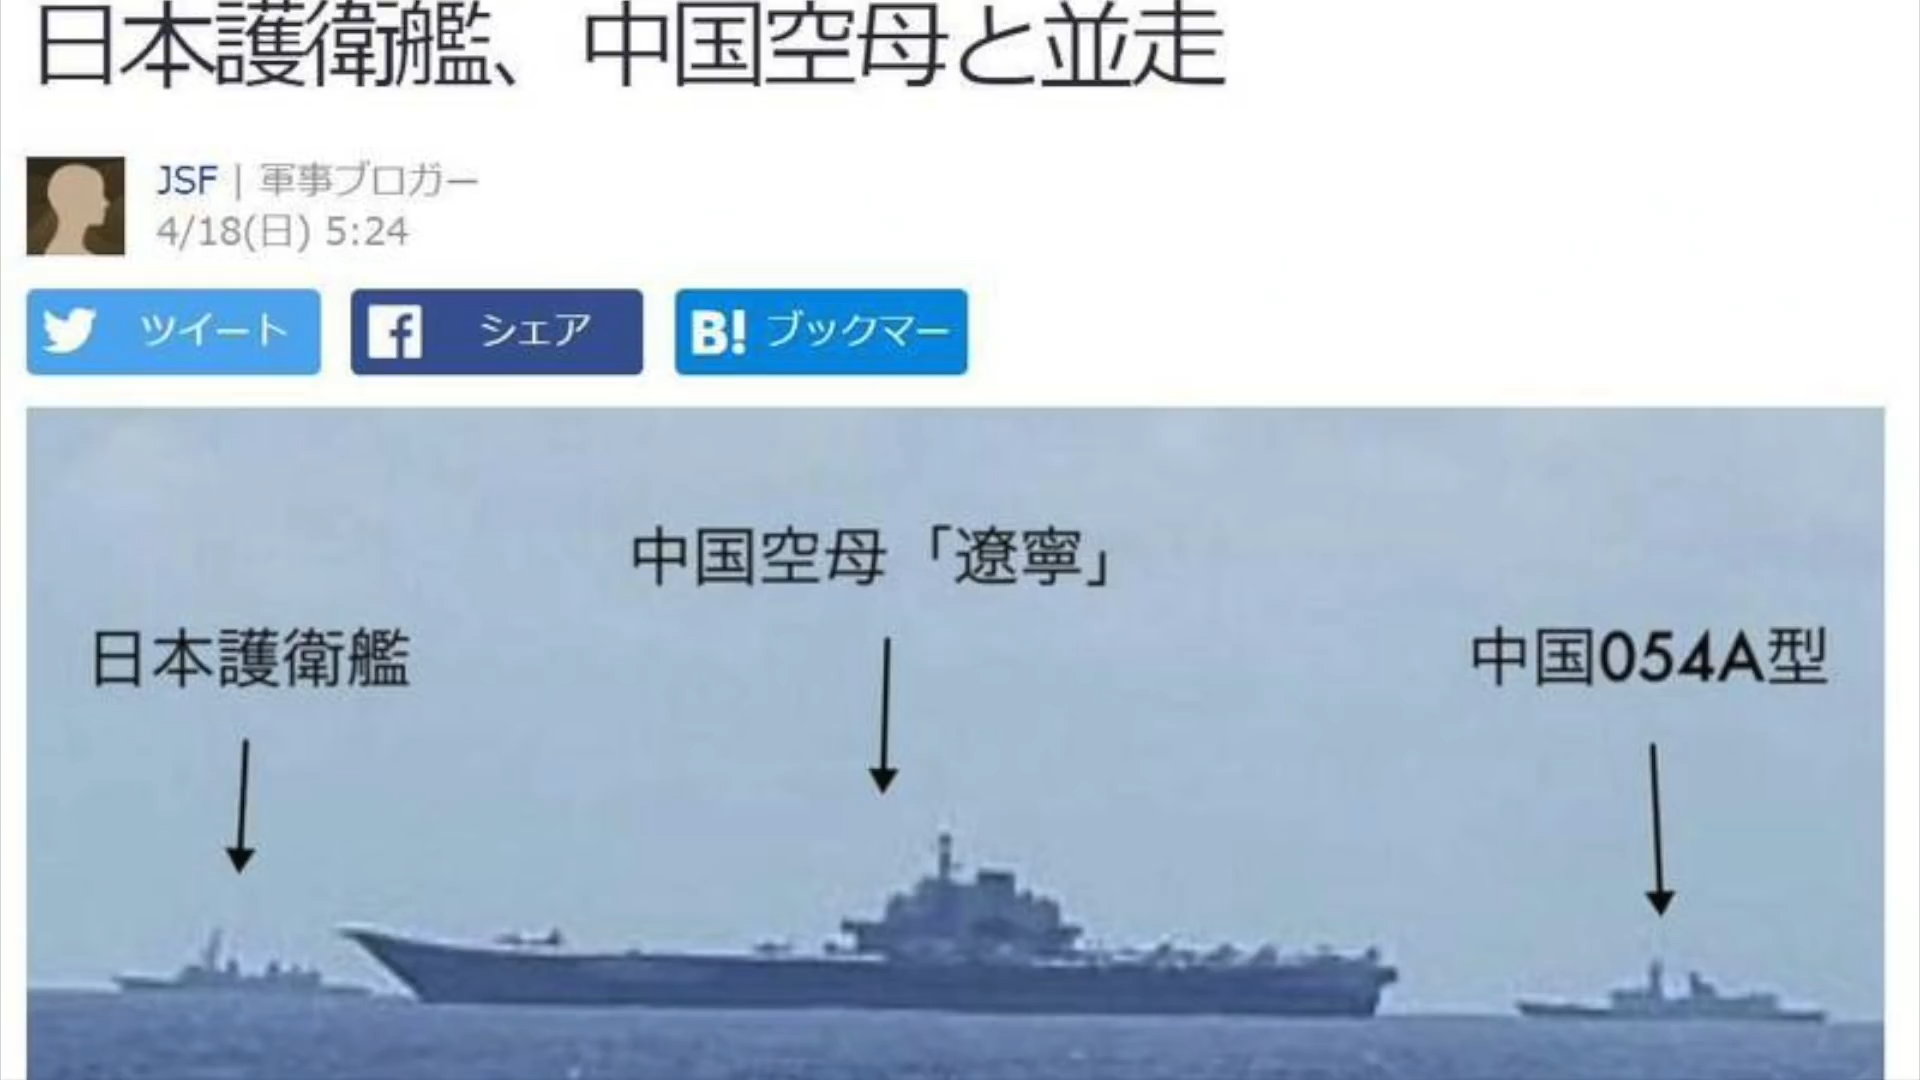 日本護衛艦、中国空母と並走
JSF | 軍事ブロガー
4/18(日) 5:24
ツイート
シェア
B! ブックマー
中国空母「遼寧」
日本護衛艦
中国054A型